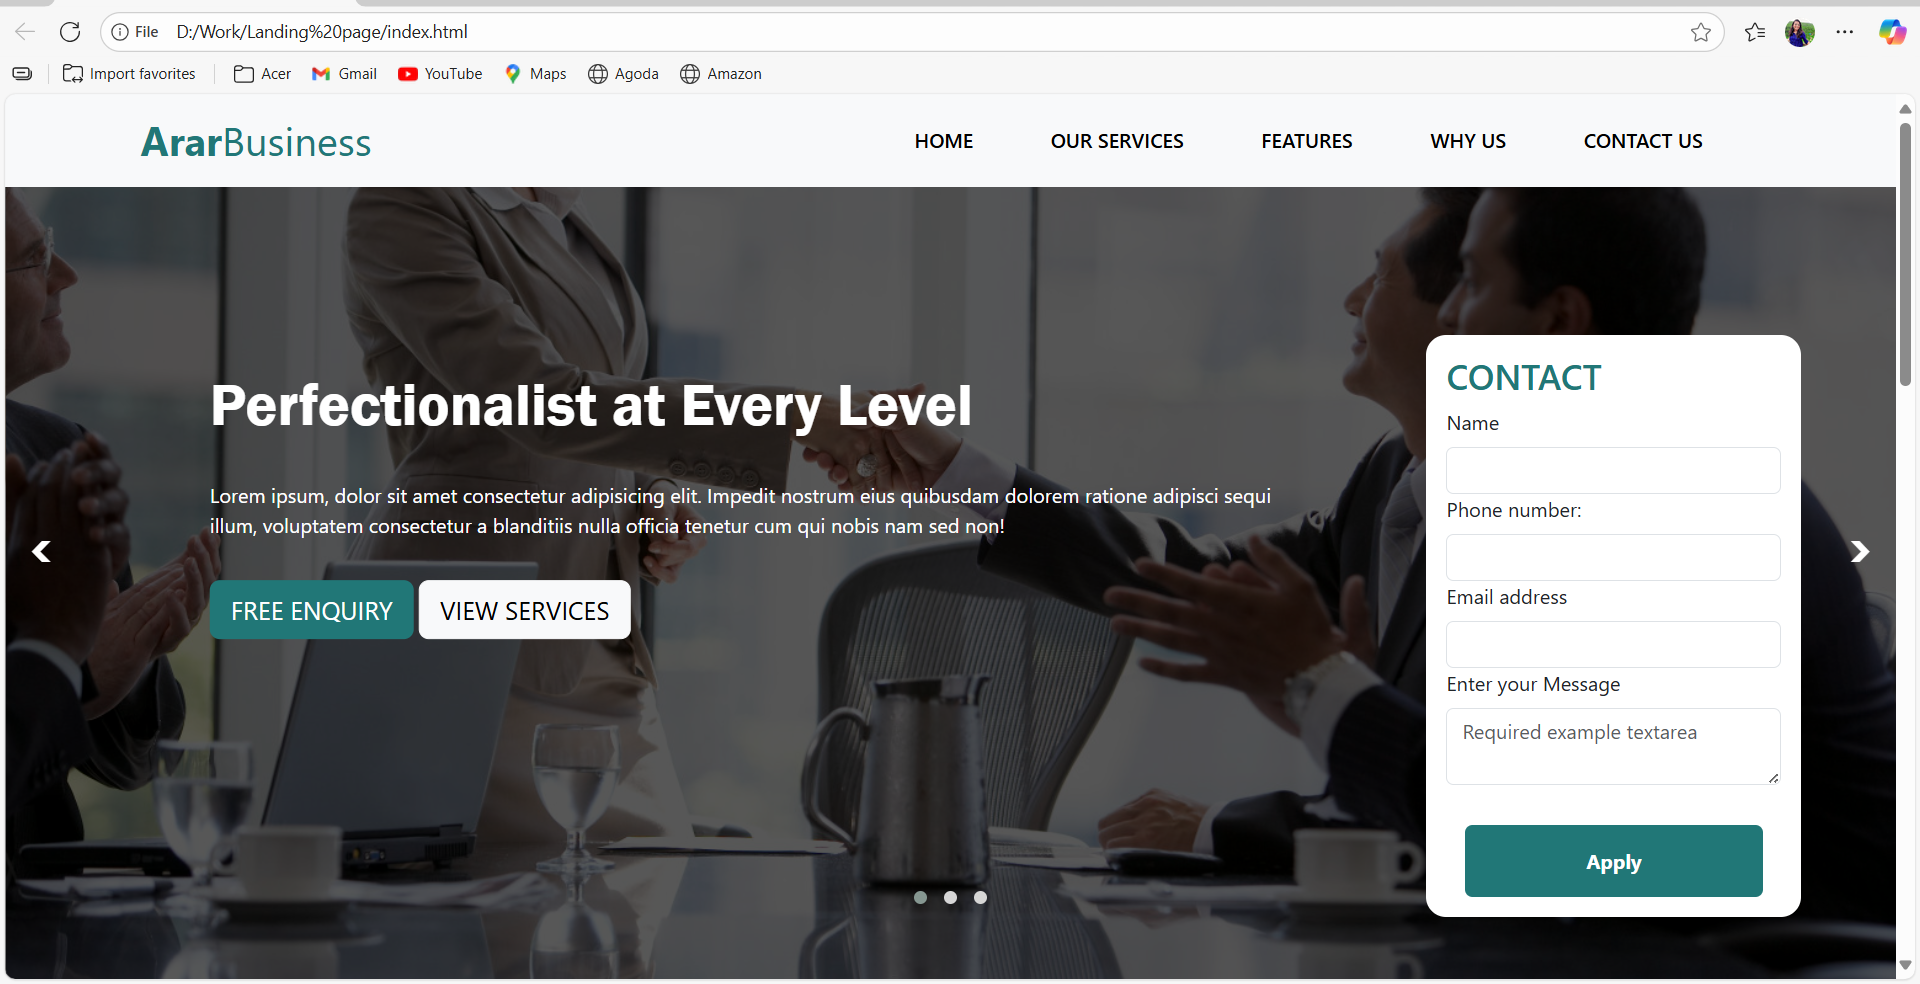 File D:/Work/Landing%20page/index.html
Import favorites Acer Gmail YouTube Maps Agoda Amazon
ArarBusiness HOME OUR SERVICES FEATURES WHY US CONTACT US
Perfectionalist at Every Level
Lorem ipsum, dolor sit amet consectetur adipisicing elit. Impedit nostrum eius quibusdam dolorem ratione adipisci sequi
illum, voluptatem consectetur a blanditiis nulla officia tenetur cum qui nobis nam sed non!
FREE ENQUIRY VIEW SERVICES
CONTACT
Name
Phone number:
Email address
Enter your Message
Required example textarea
Apply